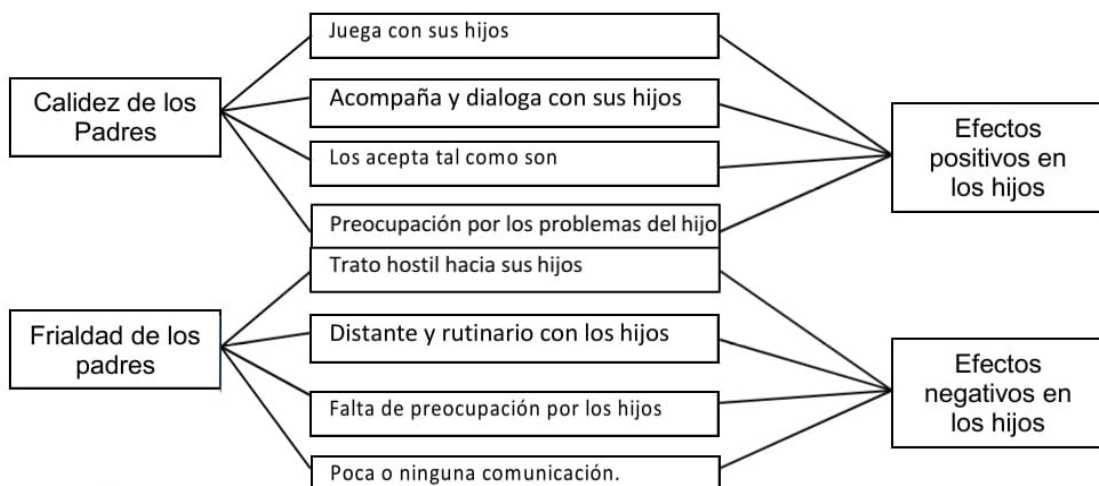 Calidez de los
Padres
Juega con sus hijos
Acompaña y dialoga con sus hijos
Los acepta tal como son
Preocupación por los problemas del hijo
Efectos
positivos en
los hijos
Frialdad de los
padres
Trato hostil hacia sus hijos
Distante y rutinario con los hijos
Falta de preocupación por los hijos
Poca o ninguna comunicación.
Efectos
negativos en
los hijos